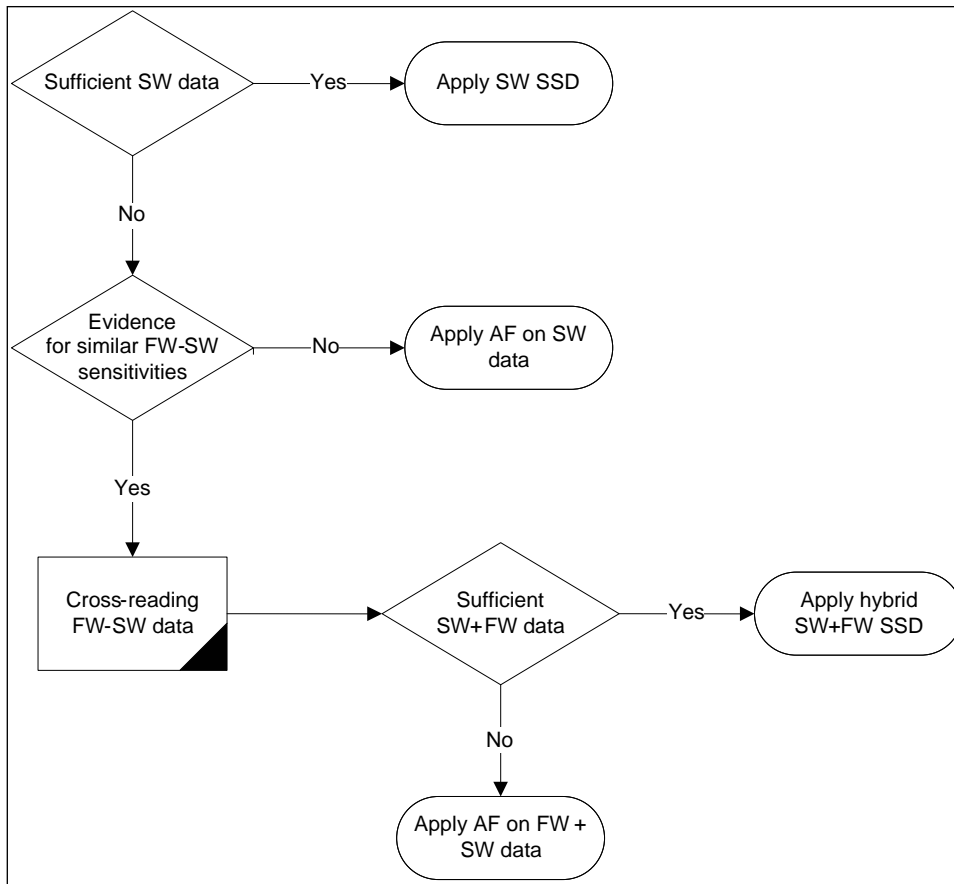 Sufficient SW data
Yes
Apply SW SSD
No
Evidence
for similar FW-SW
sensitivities
No
Apply AF on SW
data
Yes
Cross-reading
FW-SW data
Sufficient
SW+FW data
Yes
Apply hybrid
SW+FW SSD
No
Apply AF on FW +
SW data